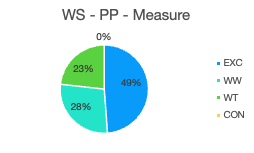 WS - PP - Measure
0%
23%
49%
28%
EXC
WW
WT
CON